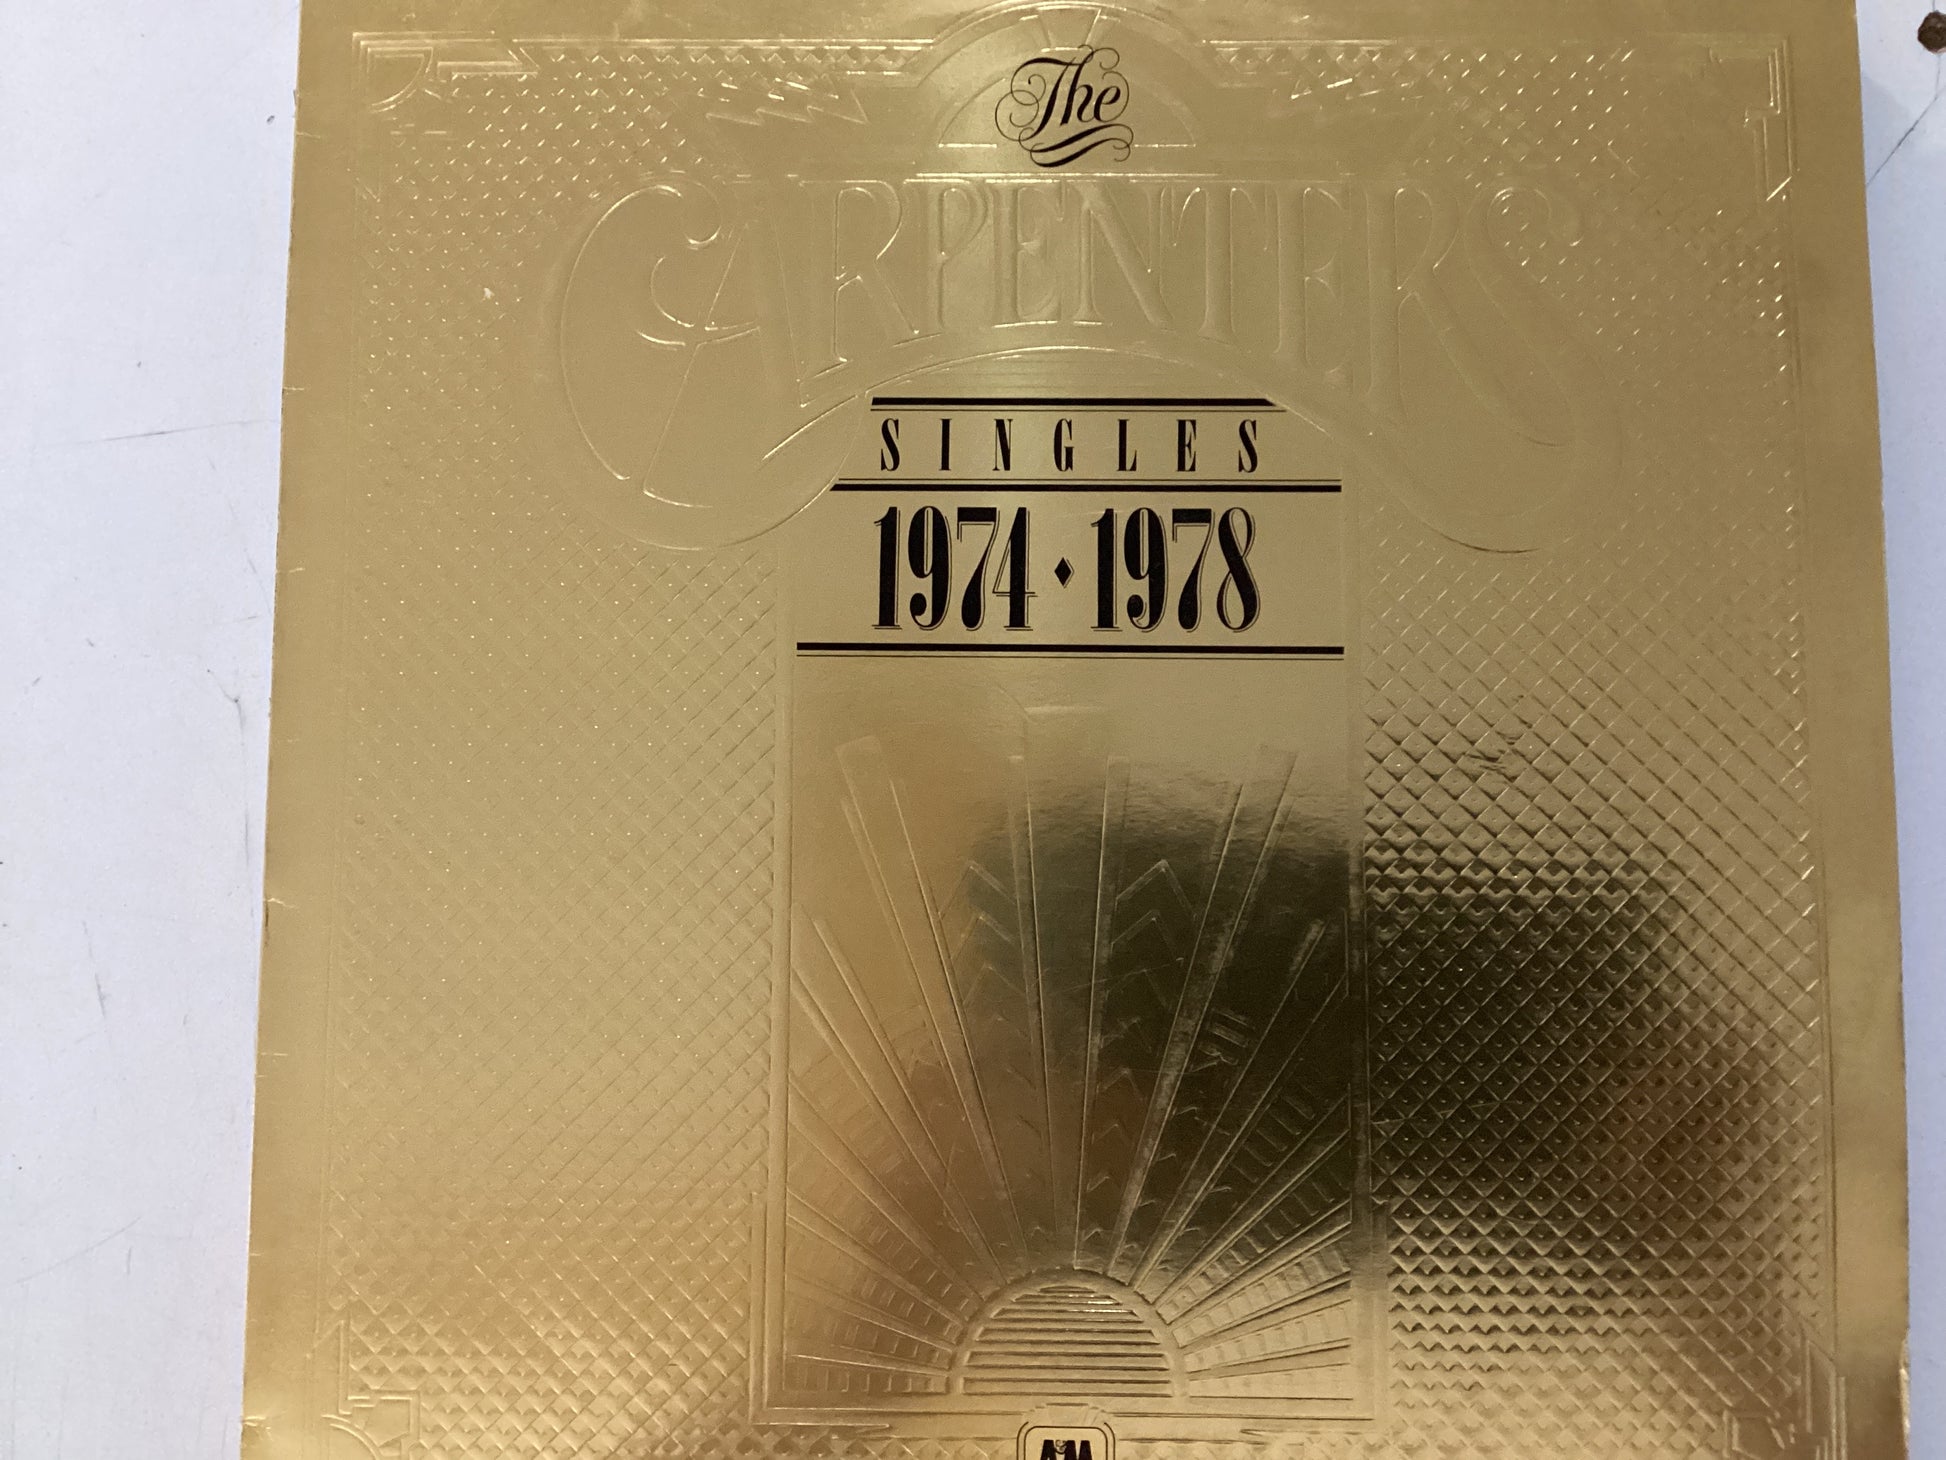 The
CARPENTERS
SINGLES
1974 ♦ 1978
A&M